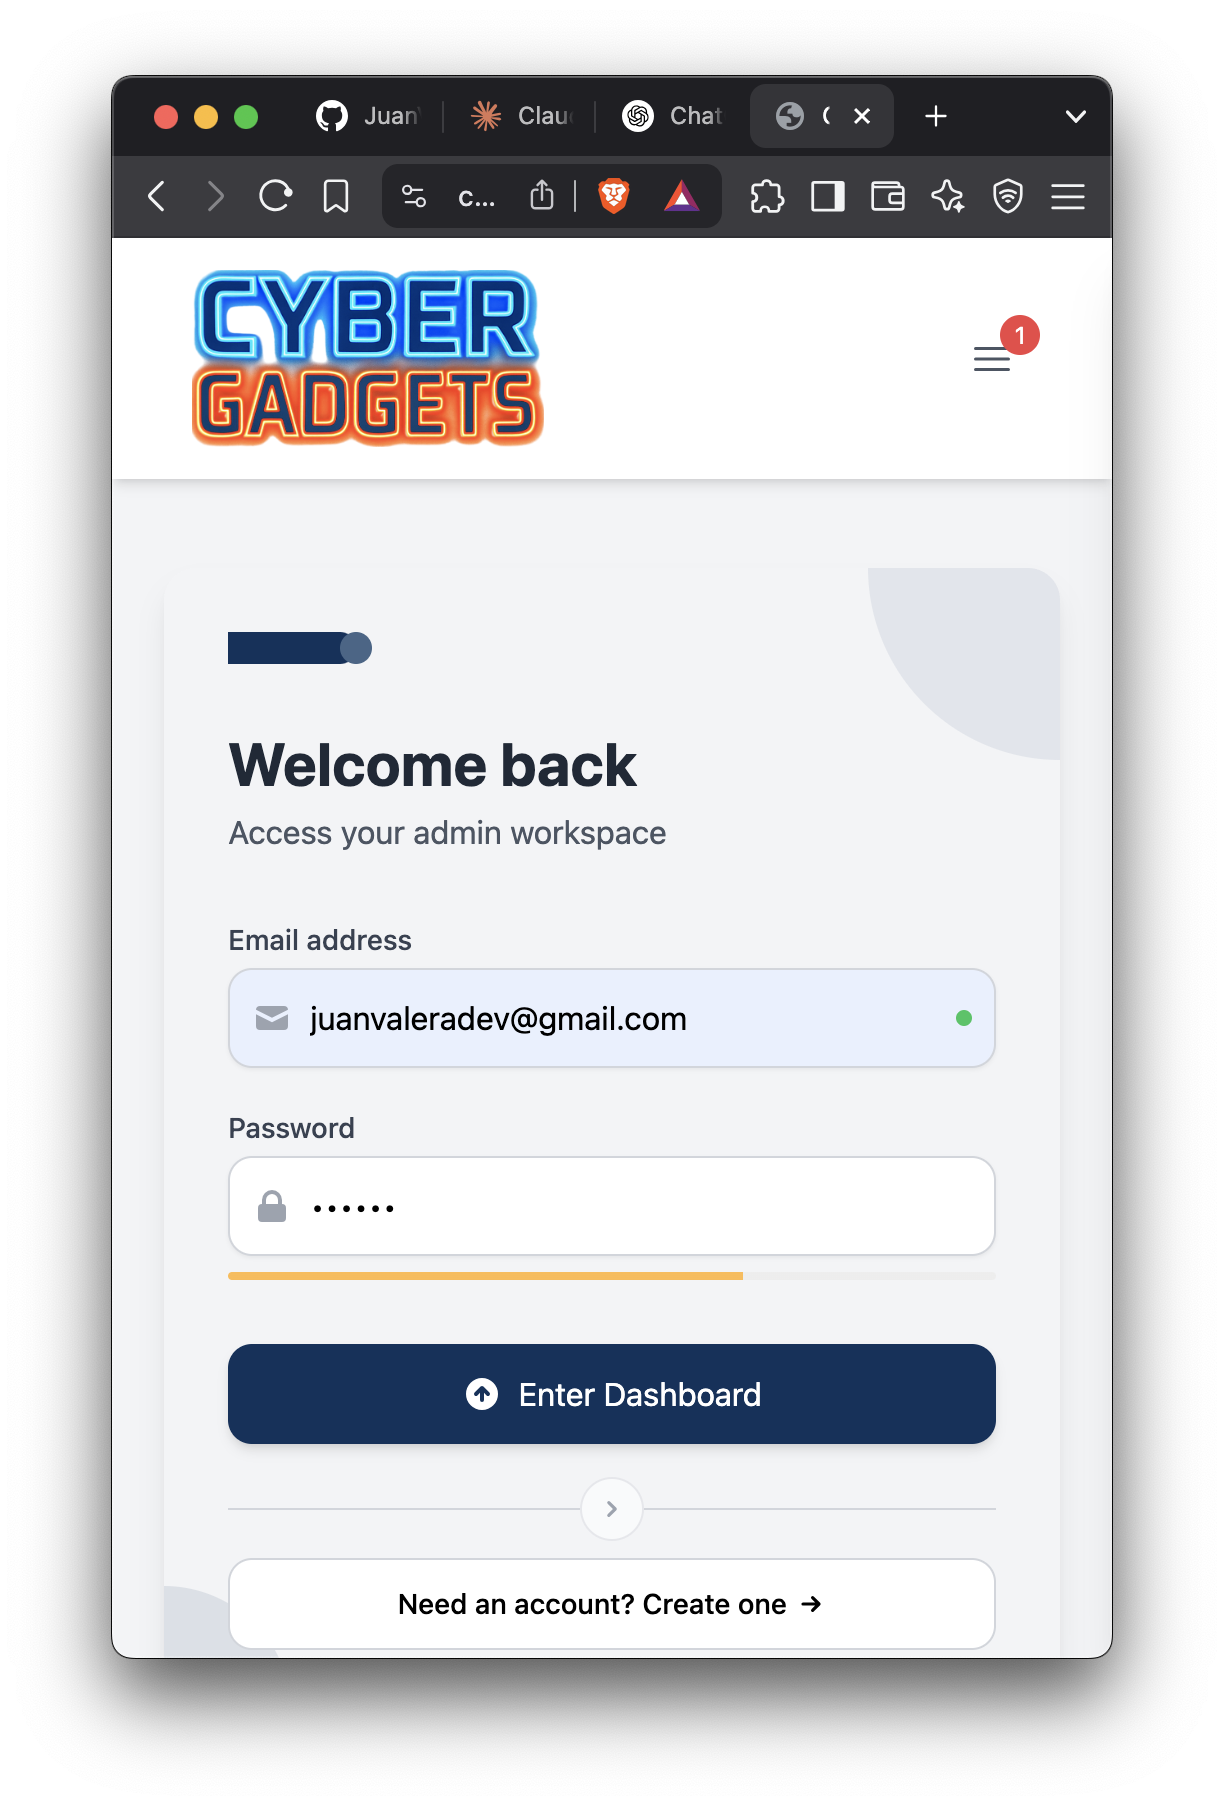 Juan
Clau
Chat
c...
CYBER
GADGETS
1
Welcome back
Access your admin workspace
Email address
juanvaleradev@gmail.com
Password
••••••
Enter Dashboard
Need an account? Create one →